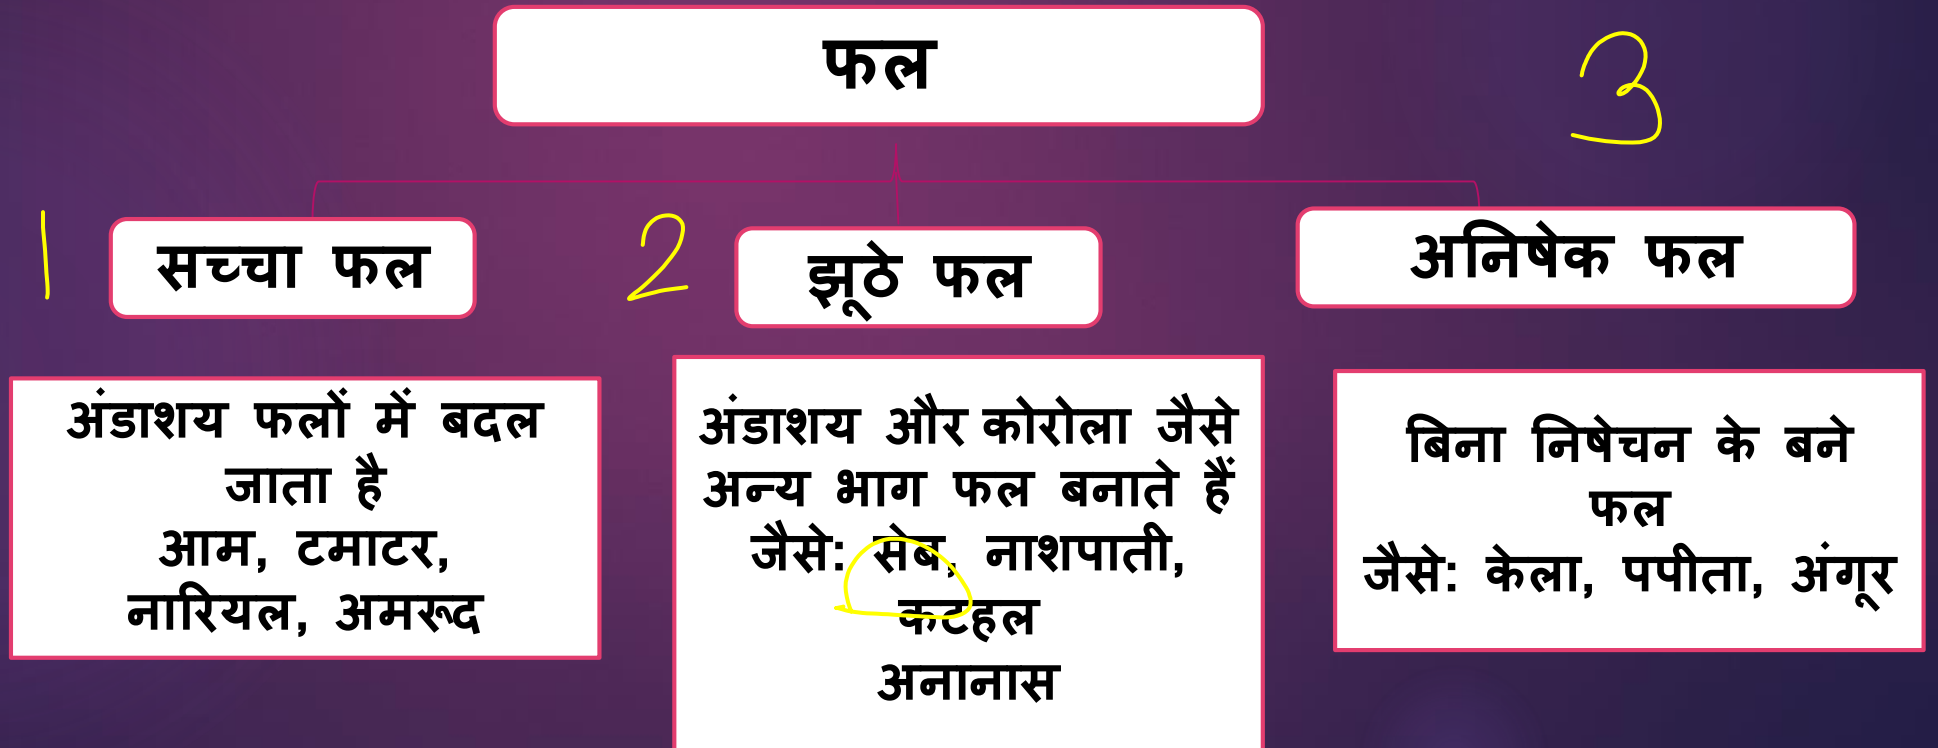 फल
3
1
सच्चा फल
2
झूठे फल
अनिषेक फल
अंडाशय फलों में बदल
जाता है
आम, टमाटर,
नारियल, अमरूद
अंडाशय और कोरोला जैसे
अन्य भाग फल बनाते हैं
जैसे: सेब, नाशपाती,
कटहल
अनानास
बिना निषेचन के बने
फल
जैसे: केला, पपीता, अंगूर